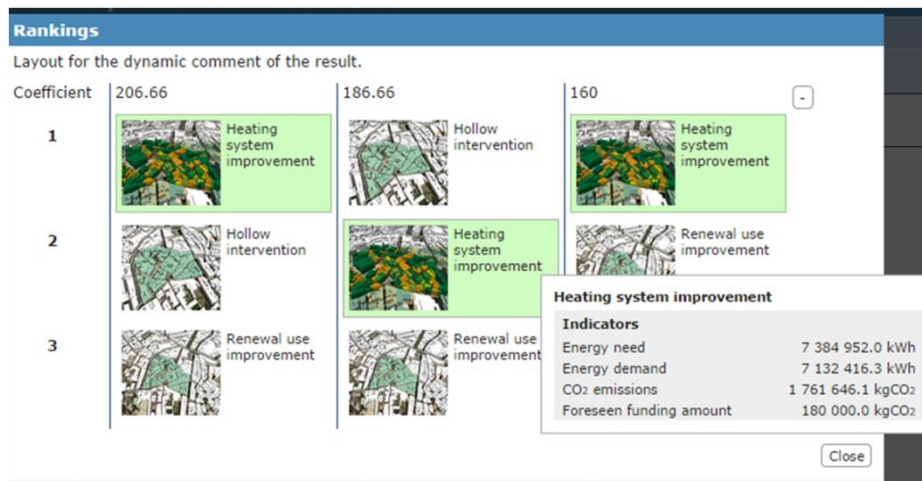 Rankings
Layout for the dynamic comment of the result.
Coefficient 206.66 186.66 160 -
1 Heating system improvement Hollow intervention Heating system improvement
2 Hollow intervention Heating system improvement Renewal use improvement
3 Renewal use improvement Renewal use improvement
Heating system improvement
Indicators
Energy need 7 384 952.0 kWh
Energy demand 7 132 416.3 kWh
CO2 emissions 1 761 646.1 kgCO2
Foreseen funding amount 180 000.0 kgCO2
Close